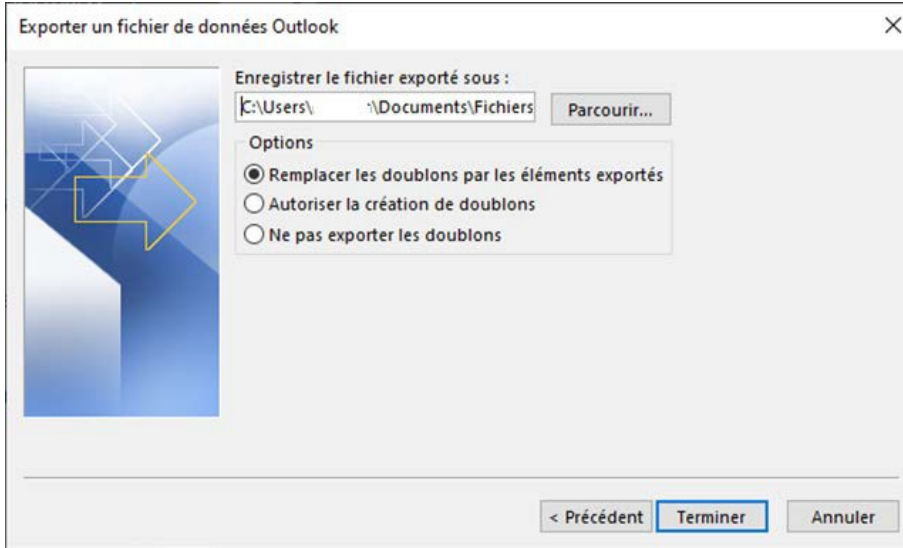 Exporter un fichier de données Outlook
Enregistrer le fichier exporté sous :
C:\Users\ \Documents\Fichiers
Parcourir...
Options
Remplacer les doublons par les éléments exportés
Autoriser la création de doublons
Ne pas exporter les doublons
< Précédent Terminer Annuler